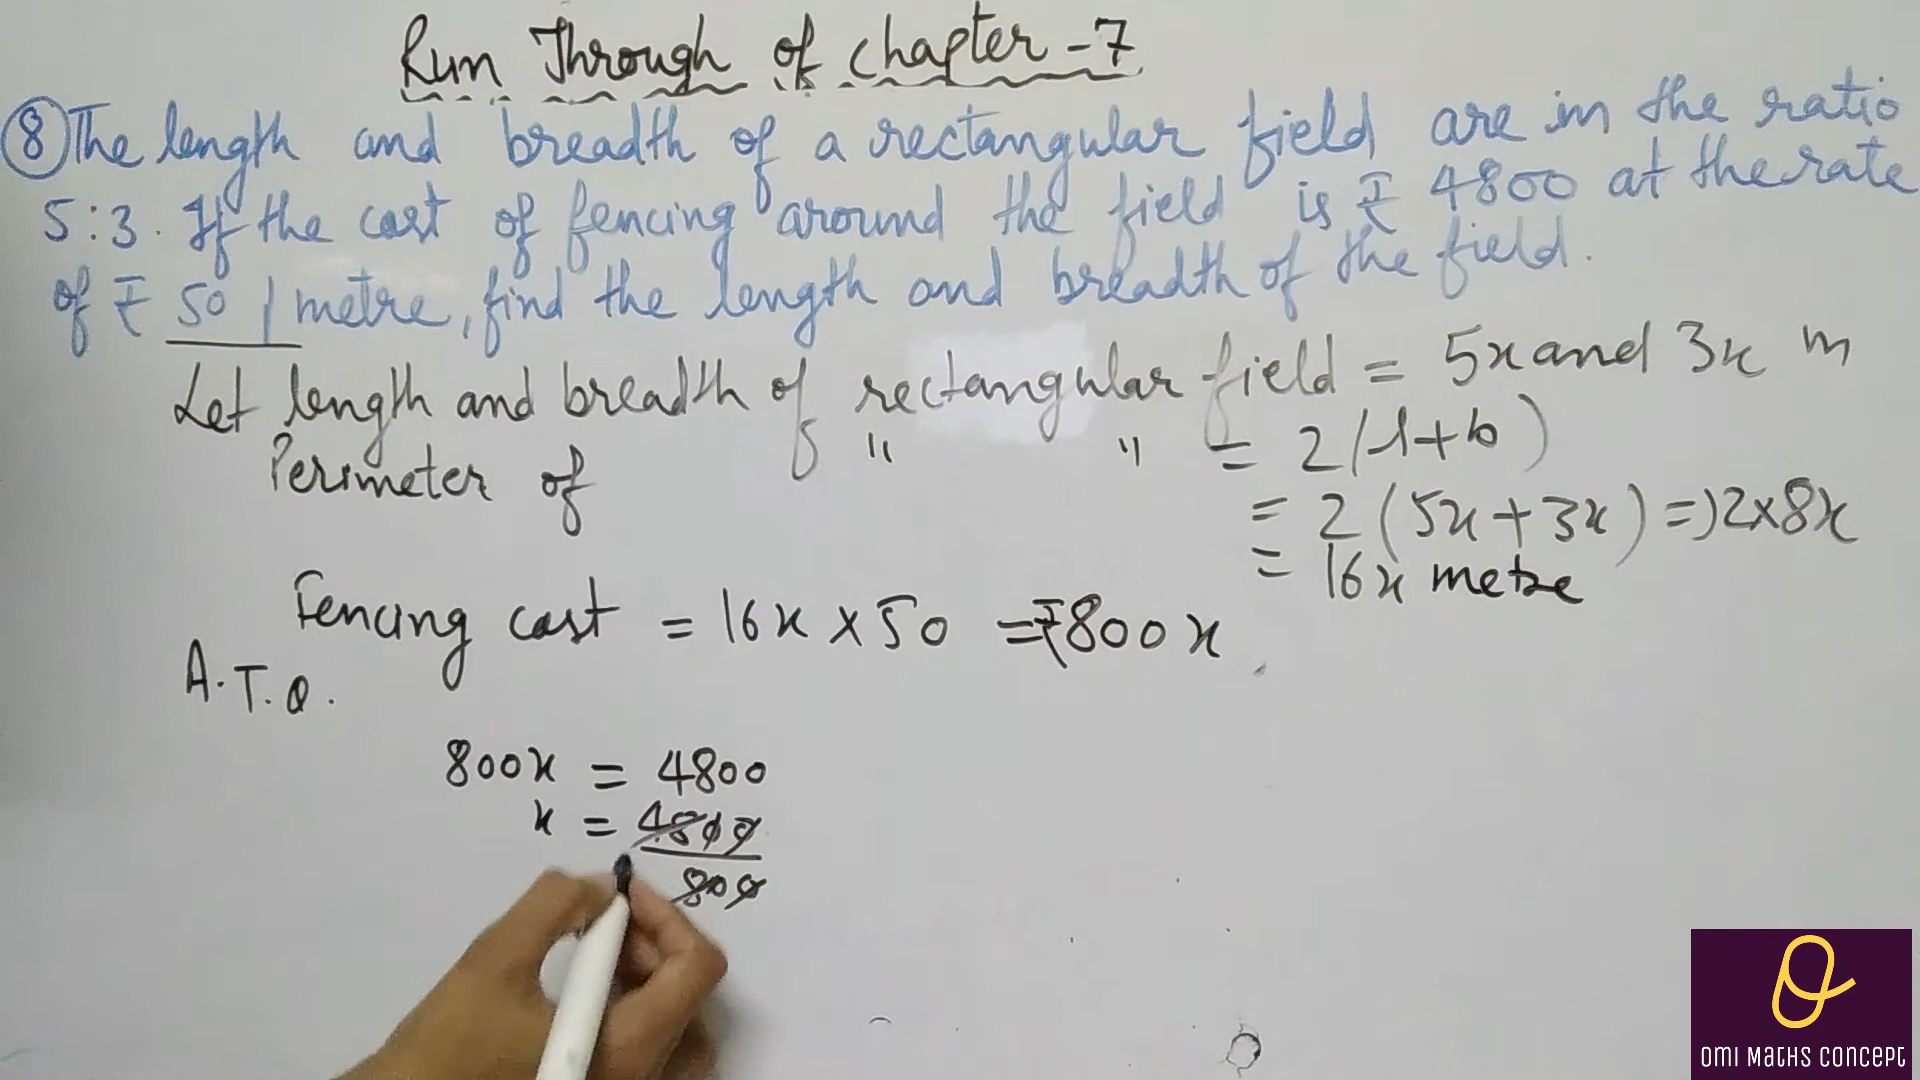 Run Through of chapter-7
⑧ The length and breadth of a rectangular field are in the ratio
5:3. If the cost of fencing around the field is ₹ 4800 at the rate
of ₹ 50 / metre, find the length and breadth of the field.
Let length and breadth of rectangular field = 5x and 3x m
Perimeter of " " = 2(l+b)
= 2(5x+3x) => 2×8x
= 16x metre
Fencing cost = 16x × 50 = ₹800x
A.T.Q.
800x = 4800
x = 4800
800
OMI MATHS CONCEPT